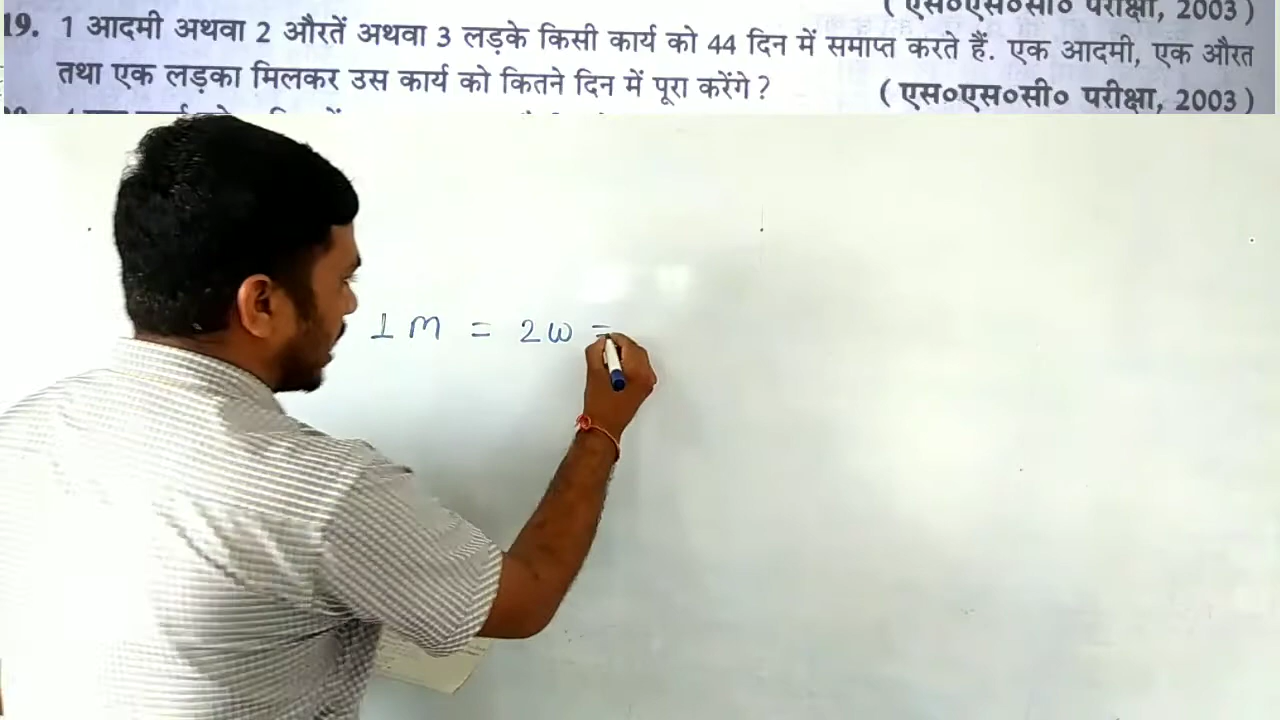 ( एस०एस०सी० परीक्षा, 2003 )
19. 1 आदमी अथवा 2 औरतें अथवा 3 लड़के किसी कार्य को 44 दिन में समाप्त करते हैं. एक आदमी, एक औरत
तथा एक लड़का मिलकर उस कार्य को कितने दिन में पूरा करेंगे ?
( एस०एस०सी० परीक्षा, 2003 )
1 M = 2W =